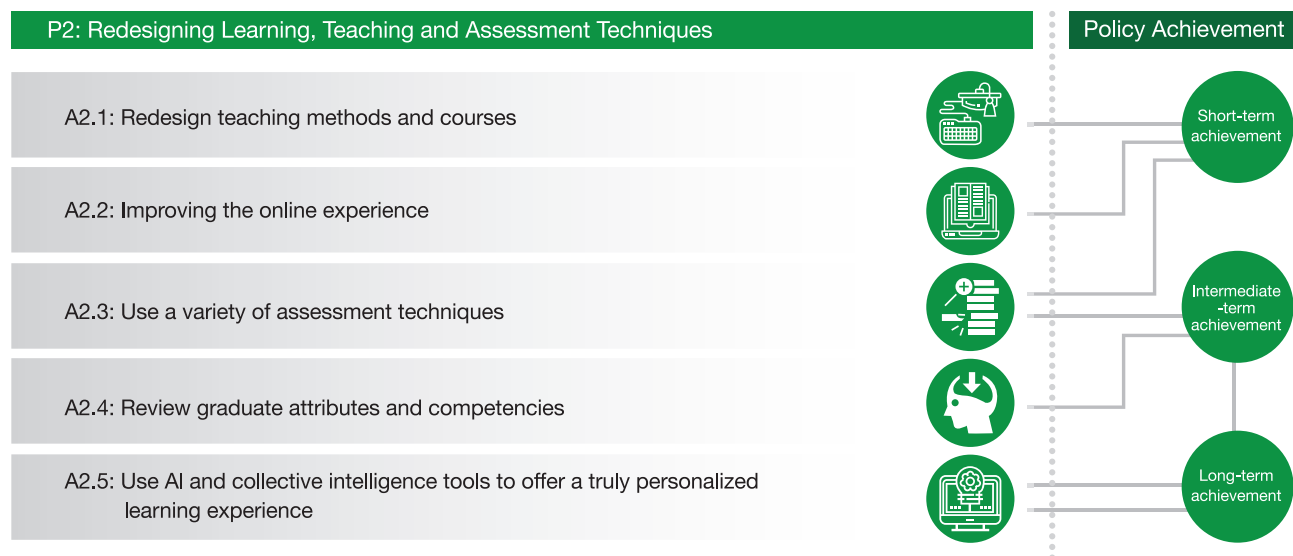 P2: Redesigning Learning, Teaching and Assessment Techniques
Policy Achievement
A2.1: Redesign teaching methods and courses
Short-term
achievement
A2.2: Improving the online experience
A2.3: Use a variety of assessment techniques
Intermediate
-term
achievement
A2.4: Review graduate attributes and competencies
A2.5: Use AI and collective intelligence tools to offer a truly personalized
learning experience
Long-term
achievement